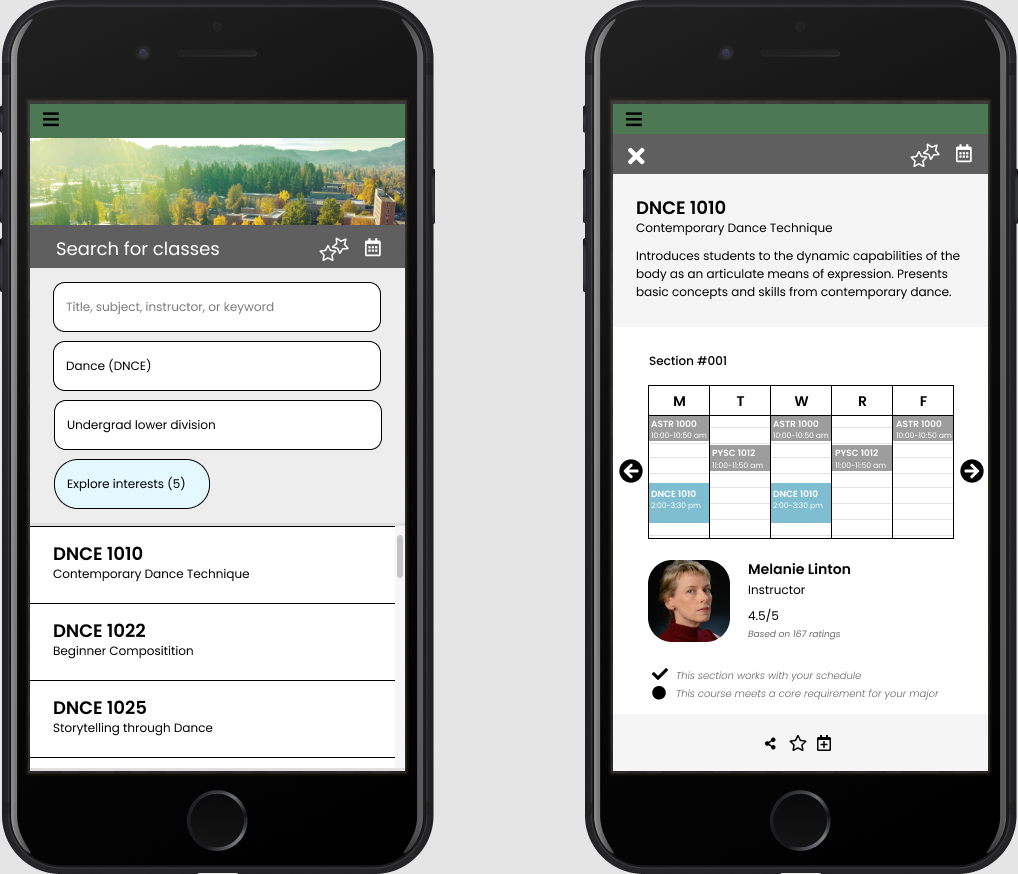 Search for classes
Title, subject, instructor, or keyword
Dance (DNCE)
Undergrad lower division
Explore interests (5)
DNCE 1010
Contemporary Dance Technique
DNCE 1022
Beginner Compositition
DNCE 1025
Storytelling through Dance
DNCE 1010
Contemporary Dance Technique
Introduces students to the dynamic capabilities of the
body as an articulate means of expression. Presents
basic concepts and skills from contemporary dance.
Section #001
M T W R F
ASTR 1000 ASTR 1000 ASTR 1000
10:00-10:50 am 10:00-10:50 am 10:00-10:50 am
PYSC 1012 PYSC 1012
11:00-11:50 am 11:00-11:50 am
DNCE 1010 DNCE 1010
2:00-3:30 pm 2:00-3:30 pm
Melanie Linton
Instructor
4.5/5
Based on 167 ratings
This section works with your schedule
This course meets a core requirement for your major